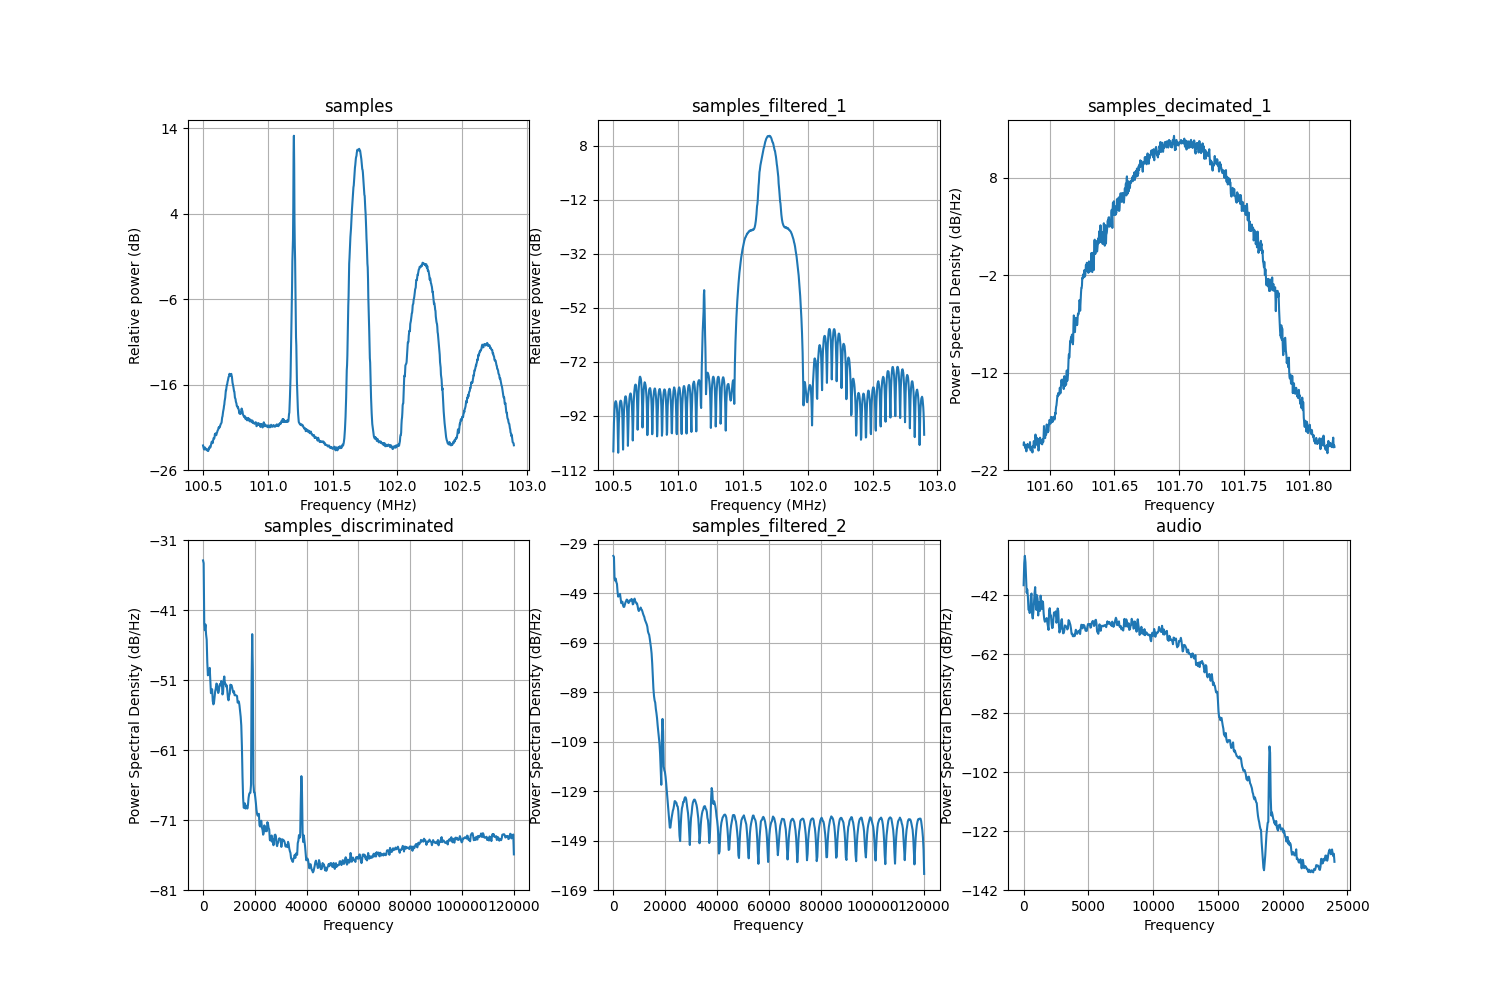 samples
samples_filtered_1
samples_decimated_1
Relative power (dB)
14
4
−6
−16
−26
100.5 101.0 101.5 102.0 102.5 103.0
Frequency (MHz)
Relative power (dB)
8
−12
−32
−52
−72
−92
−112
100.5 101.0 101.5 102.0 102.5 103.0
Frequency (MHz)
Power Spectral Density (dB/Hz)
8
−2
−12
−22
101.60 101.65 101.70 101.75 101.80
Frequency
samples_discriminated
samples_filtered_2
audio
Power Spectral Density (dB/Hz)
−31
−41
−51
−61
−71
−81
0 20000 40000 60000 80000 100000 120000
Frequency
Power Spectral Density (dB/Hz)
−29
−49
−69
−89
−109
−129
−149
−169
0 20000 40000 60000 80000 100000 120000
Frequency
Power Spectral Density (dB/Hz)
−42
−62
−82
−102
−122
−142
0 5000 10000 15000 20000 25000
Frequency